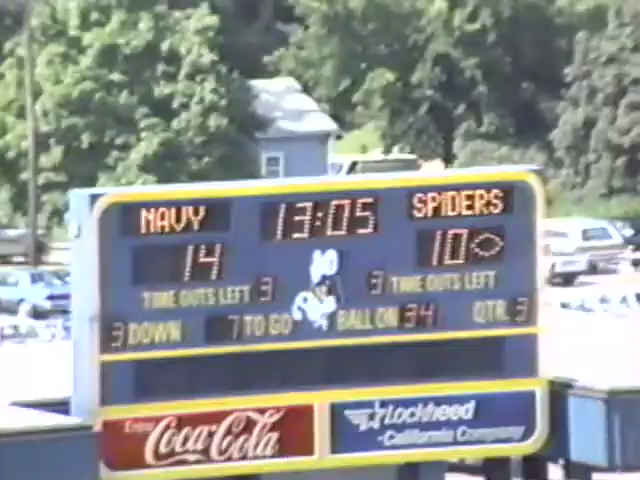 NAVY 13:05 SPIDERS
14 10
TIME OUTS LEFT 3 3 TIME OUTS LEFT
3 DOWN 7 TO GO BALL ON 34 QTR. 3
Enjoy Coca-Cola
Lockheed
-California Company